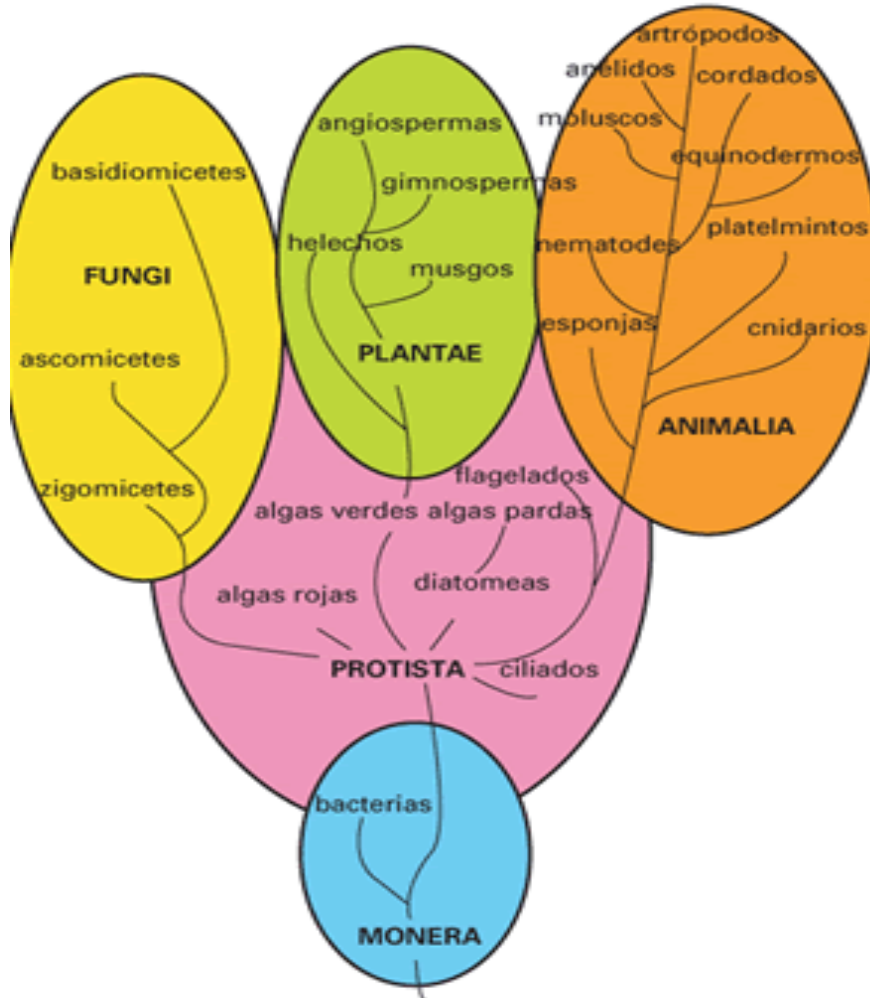 artrópodos
anélidos
cordados
moluscos
angiospermas
equinodermos
basidiomicetes
gimnospermas
platelmintos
helechos
nematodes
FUNGI
musgos
esponjas
cnidarios
ascomicetes
PLANTAE
ANIMALIA
flagelados
zigomicetes
algas verdes
algas pardas
diatomeas
algas rojas
PROTISTA
ciliados
bacterias
MONERA